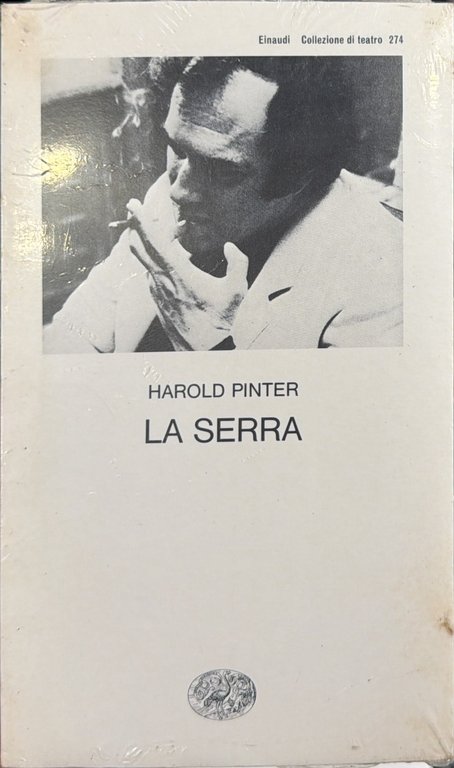 Einaudi Collezione di teatro 274
HAROLD PINTER
LA SERRA